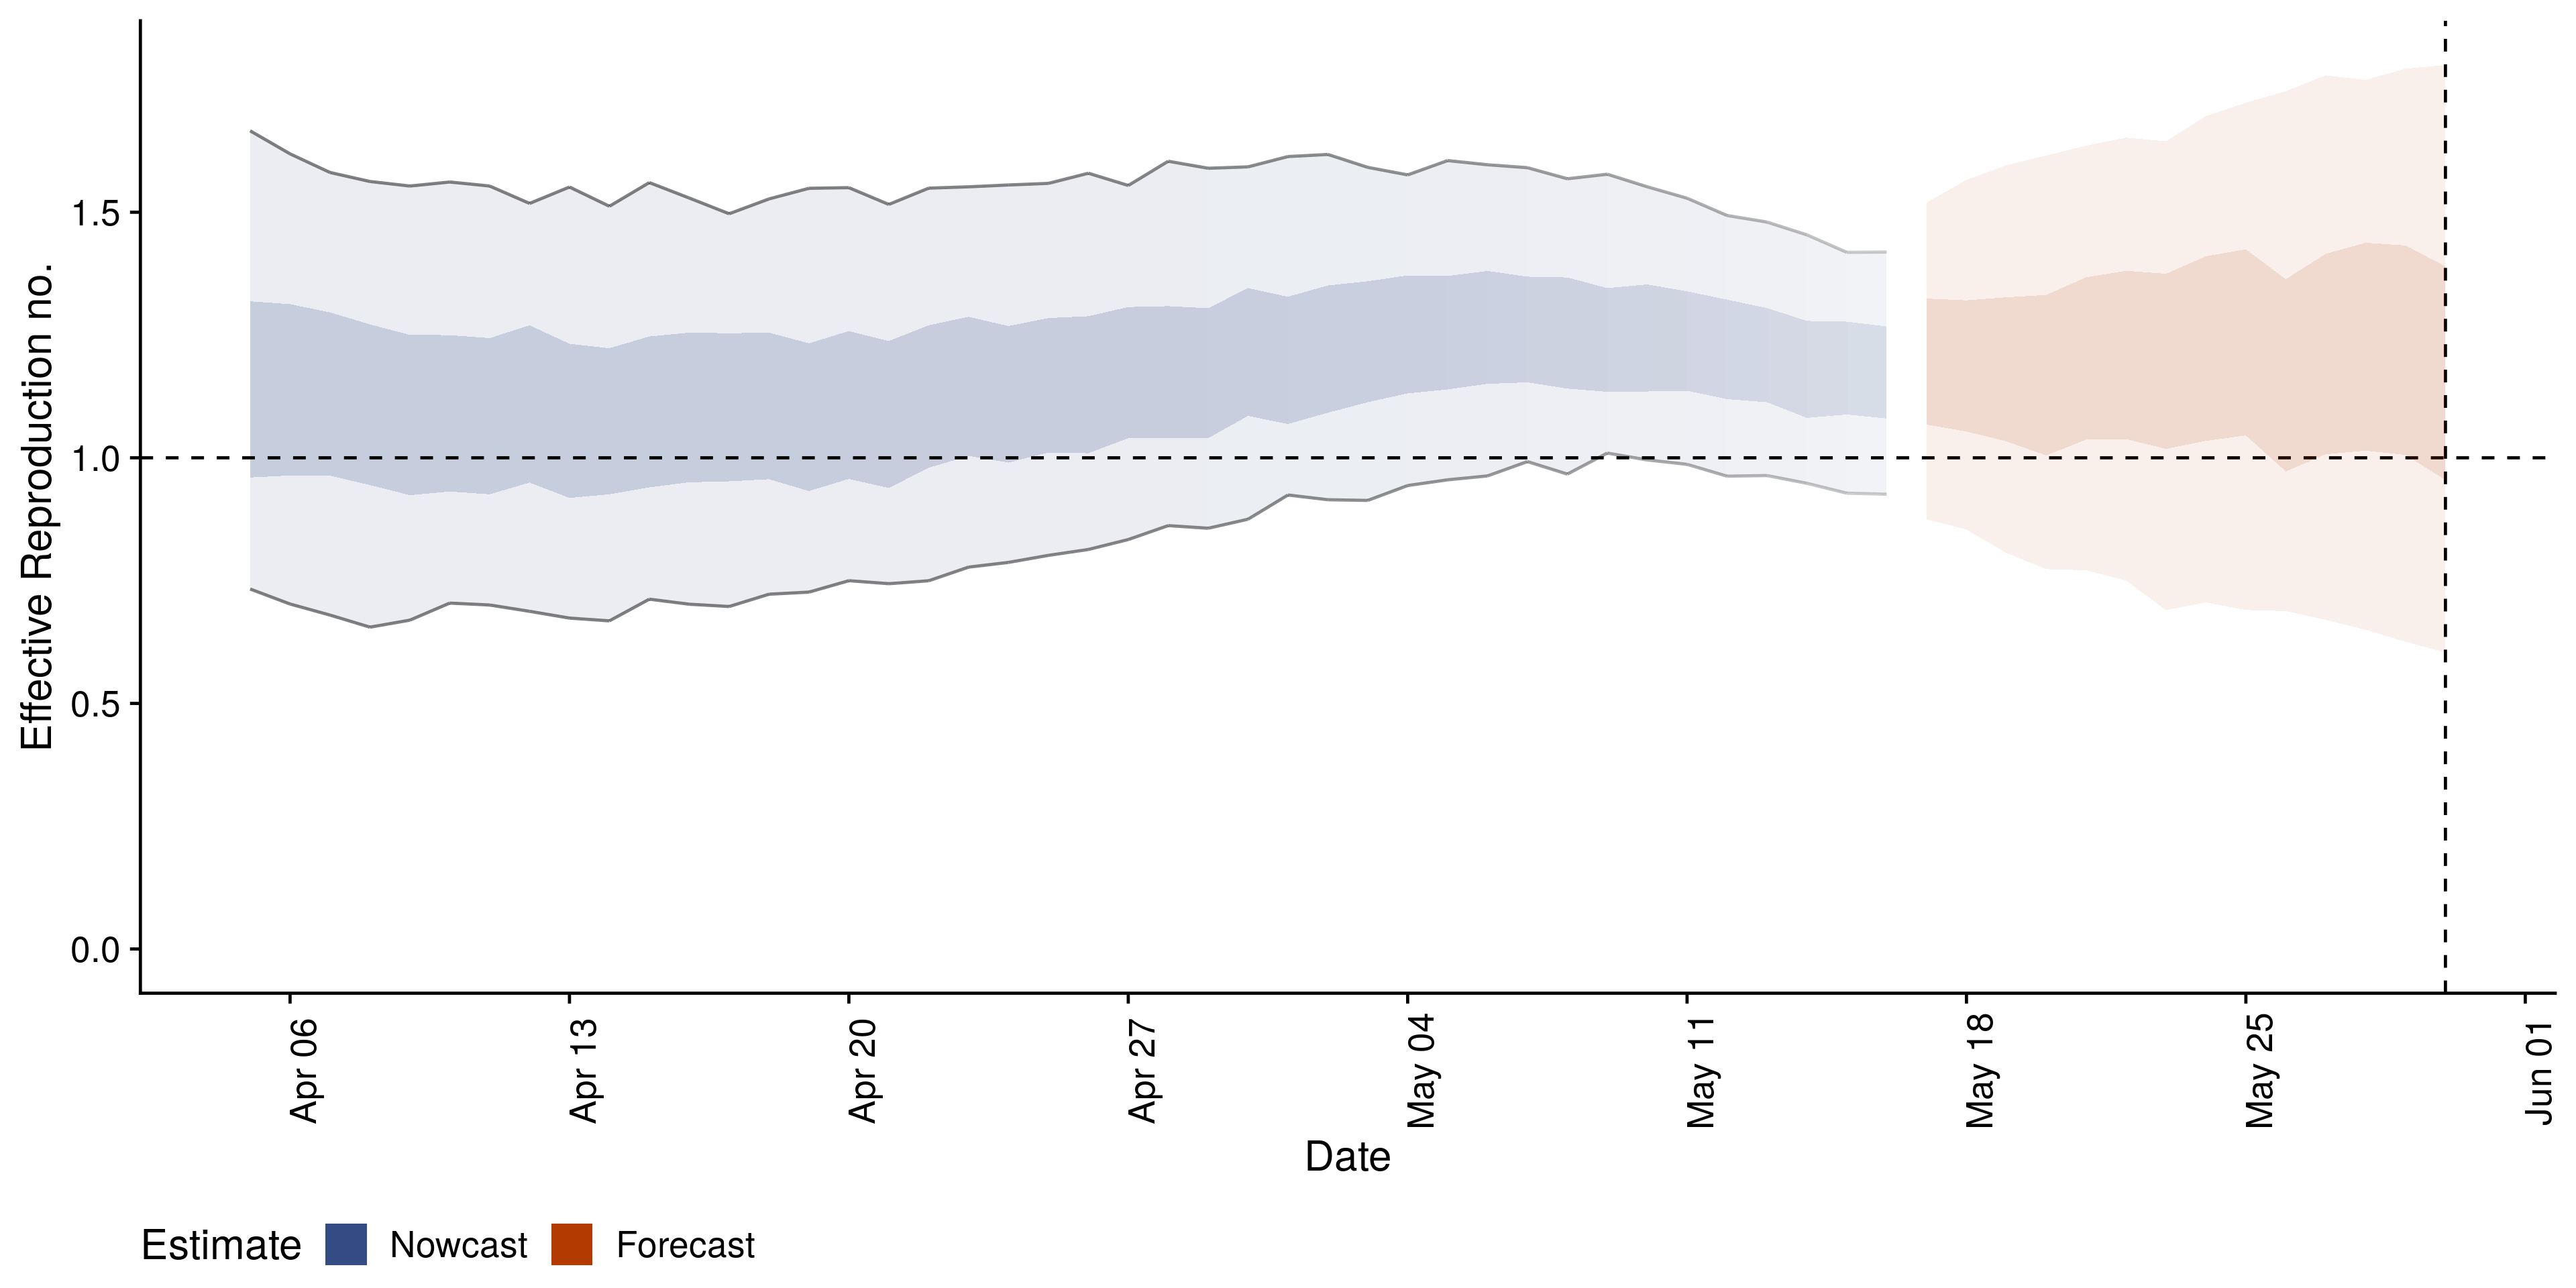 Effective Reproduction no.
1.5
1.0
0.5
0.0
Apr 06
Apr 13
Apr 20
Apr 27
May 04
May 11
May 18
May 25
Jun 01
Date
Estimate Nowcast Forecast